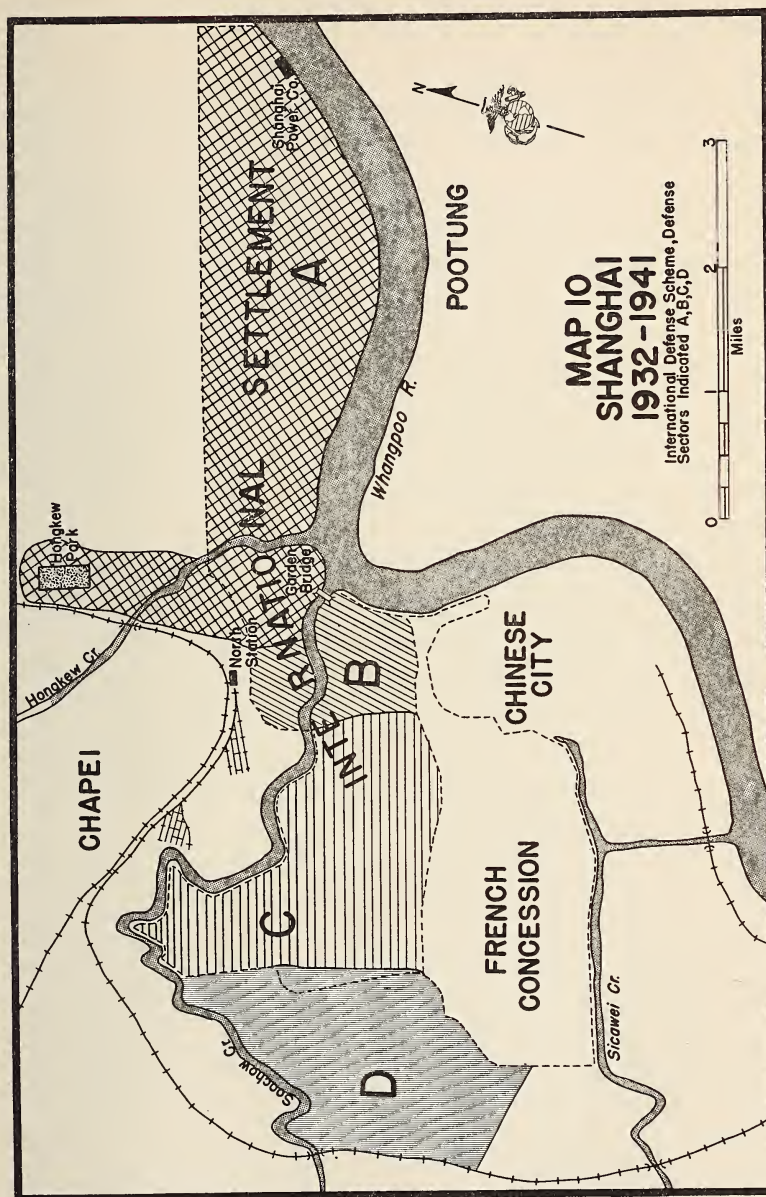 CHAPEI
Hongkew Cr.
Hongkew Park
North Station
Garden Bridge
INTERNATIONAL SETTLEMENT
A
Shanghai Power Co.
Soochow Cr
D
C
B
Whangpoo R.
POOTUNG
N
FRENCH
CONCESSION
CHINESE
CITY
Sicawei Cr.
MAP 10
SHANGHAI
1932-1941
International Defense Scheme, Defense
Sectors Indicated A,B,C,D
0 1 2 3
Miles